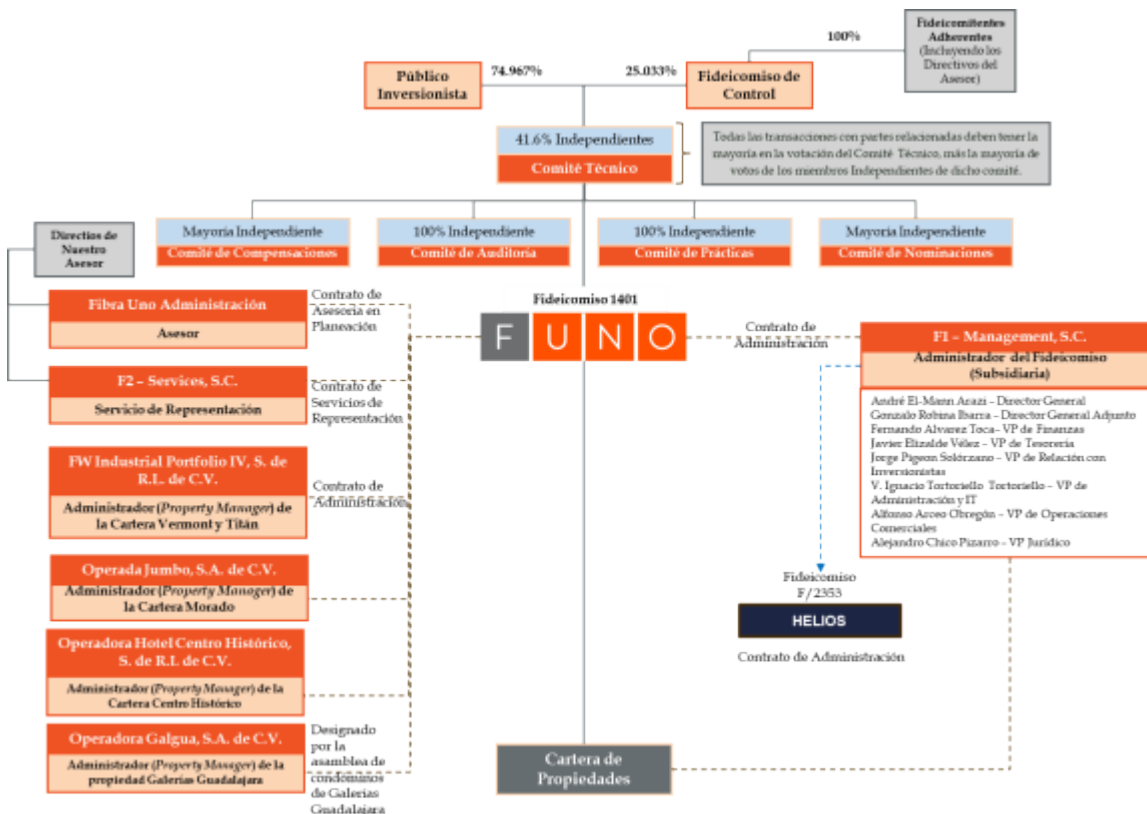 Fideicomitentes
Adherentes
(Incluyendo los
Directivos del
Asesor)
100%
Público
Inversionista
74.967%
25.033%
Fideicomiso de
Control
41.6% Independientes
Comité Técnico
Todas las transacciones con partes relacionadas deben tener la
mayoría en la votación del Comité Técnico, más la mayoría de
votos de los miembros Independientes de dicho comité.
Directios de
Nuestro
Asesor
Mayoría Independiente
Comité de Compensaciones
100% Independiente
Comité de Auditoría
100% Independiente
Comité de Prácticas
Mayoría Independiente
Comité de Nominaciones
Fibra Uno Administración
Asesor
Contrato de
Asesoría en
Planeación
Fideicomiso 1401
FUNO
Contrato de
Administración
F1 – Management, S.C.
Administrador del Fideicomiso
(Subsidiaria)
André El-Mann Arazi – Director General
Gonzalo Robina Ibarra – Director General Adjunto
Fernando Alvarez Toca– VP de Finanzas
Javier Elizalde Vélez – VP de Tesorería
Jorge Pigeon Solórzano – VP de Relación con
Inversionistas
V. Ignacio Tortoriello Tortoriello – VP de
Administración y IT
Alfonso Arceo Obregón – VP de Operaciones
Comerciales
Alejandro Chico Pizarro – VP Jurídico
F2 – Services, S.C.
Servicio de Representación
Contrato de
Servicios de
Representación
FW Industrial Portfolio IV, S. de
R.L. de C.V.
Administrador (Property Manager) de
la Cartera Vermont y Titán
Contrato de
Administración
Operada Jumbo, S.A. de C.V.
Administrador (Property Manager) de
la Cartera Morado
Fideicomiso
F/2353
HELIOS
Contrato de Administración
Operadora Hotel Centro Histórico,
S. de R.L de C.V.
Administrador (Property Manager) de la
Cartera Centro Histórico
Operadora Galgua, S.A. de C.V.
Administrador (Property Manager) de la
propiedad Galerías Guadalajara
Designado
por la
asamblea de
condóminos
de Galerías
Guadalajara
Cartera de
Propiedades